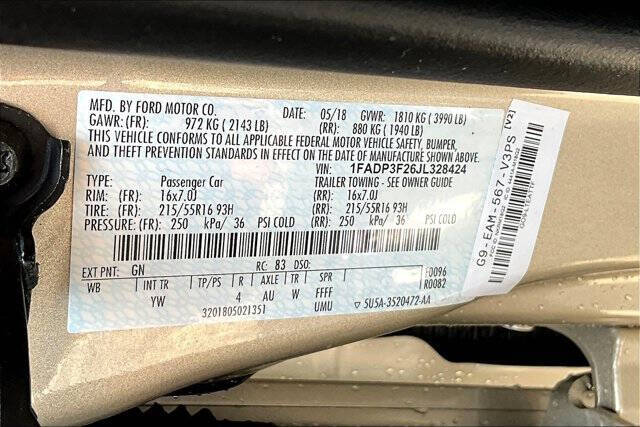 MFD. BY FORD MOTOR CO.
DATE: 05/18 GVWR: 1810 KG ( 3990 LB)
GAWR: (FR): 972 KG ( 2143 LB) (RR): 880 KG ( 1940 LB)
THIS VEHICLE CONFORMS TO ALL APPLICABLE FEDERAL MOTOR VEHICLE SAFETY, BUMPER,
AND THEFT PREVENTION STANDARDS IN EFFECT ON THE DATE OF MANUFACTURE SHOWN ABOVE.
VIN: 1FADP3F26JL328424
TYPE: Passenger Car TRAILER TOWING - SEE OWNER GUIDE
RIM: 16x7.0J 16x7.0J
TIRE: 215/55R16 93H 215/55R16 93H
PRESSURE: (FR) 250 kPa/ 36 PSI COLD (RR) 250 kPa/ 36 PSI COLD
EXT PNT: GN RC: 83 DSO: F0096
WB INT TR TP/PS R AXLE TR SPR R0082
YW 4 AU W FFFF
UMU
3201805021351
5U5A-3520472-AA
G9-EAM-567-V3PS [V2]